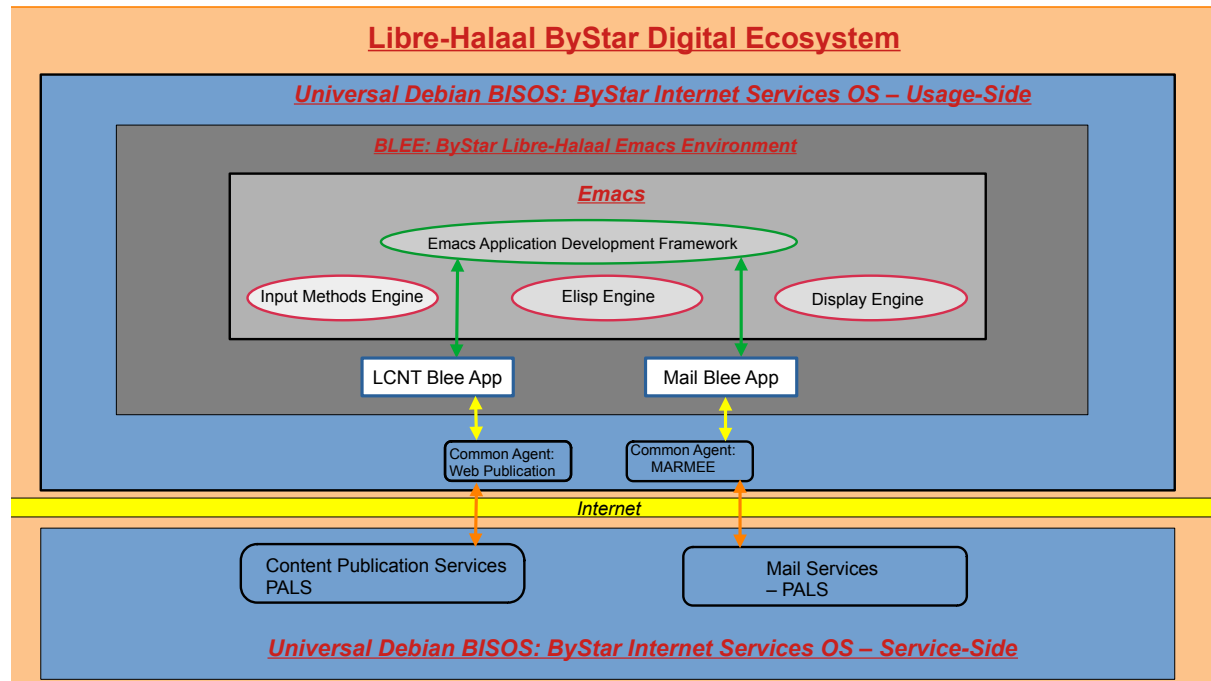 Libre-Halaal ByStar Digital Ecosystem
Universal Debian BISOS: ByStar Internet Services OS – Usage-Side
BLEE: ByStar Libre-Halaal Emacs Environment
Emacs
Emacs Application Development Framework
Input Methods Engine
Elisp Engine
Display Engine
LCNT Blee App
Mail Blee App
Common Agent:
Web Publication
Common Agent:
MARMEE
Internet
Content Publication Services
PALS
Mail Services
– PALS
Universal Debian BISOS: ByStar Internet Services OS – Service-Side